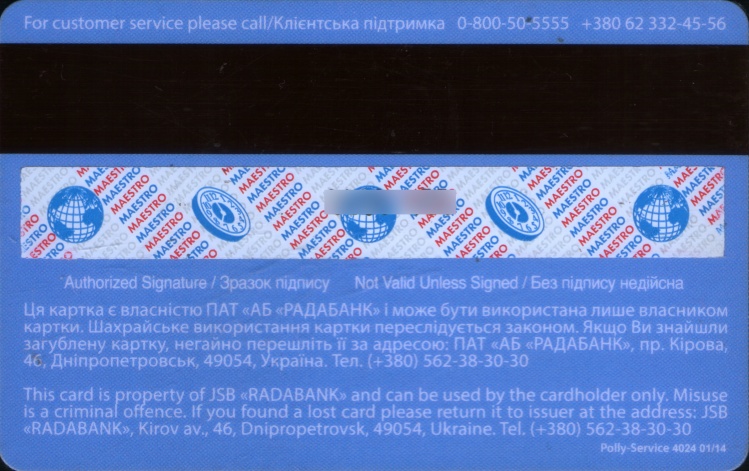 For customer service please call/Клієнтська підтримка 0-800-50-5555 +380 62 332-45-56
MAESTRO MAESTRO MAESTRO MAESTRO MAESTRO
Authorized Signature / Зразок підпису Not Valid Unless Signed / Без підпису недійсна
Ця картка є власністю ПАТ «АБ «РАДАБАНК» і може бути використана лише власником
картки. Шахрайське використання картки переслідується законом. Якщо Ви знайшли
загублену картку, негайно перешліть її за адресою: ПАТ «АБ «РАДАБАНК», пр. Кірова,
46, Дніпропетровськ, 49054, Україна. Тел. (+380) 562-38-30-30
This card is property of JSB «RADABANK» and can be used by the cardholder only. Misuse
is a criminal offence. If you found a lost card please return it to issuer at the address: JSB
«RADABANK», Kirov av., 46, Dnipropetrovsk, 49054, Ukraine. Tel. (+380) 562-38-30-30
Polly-Service 4024 01/14